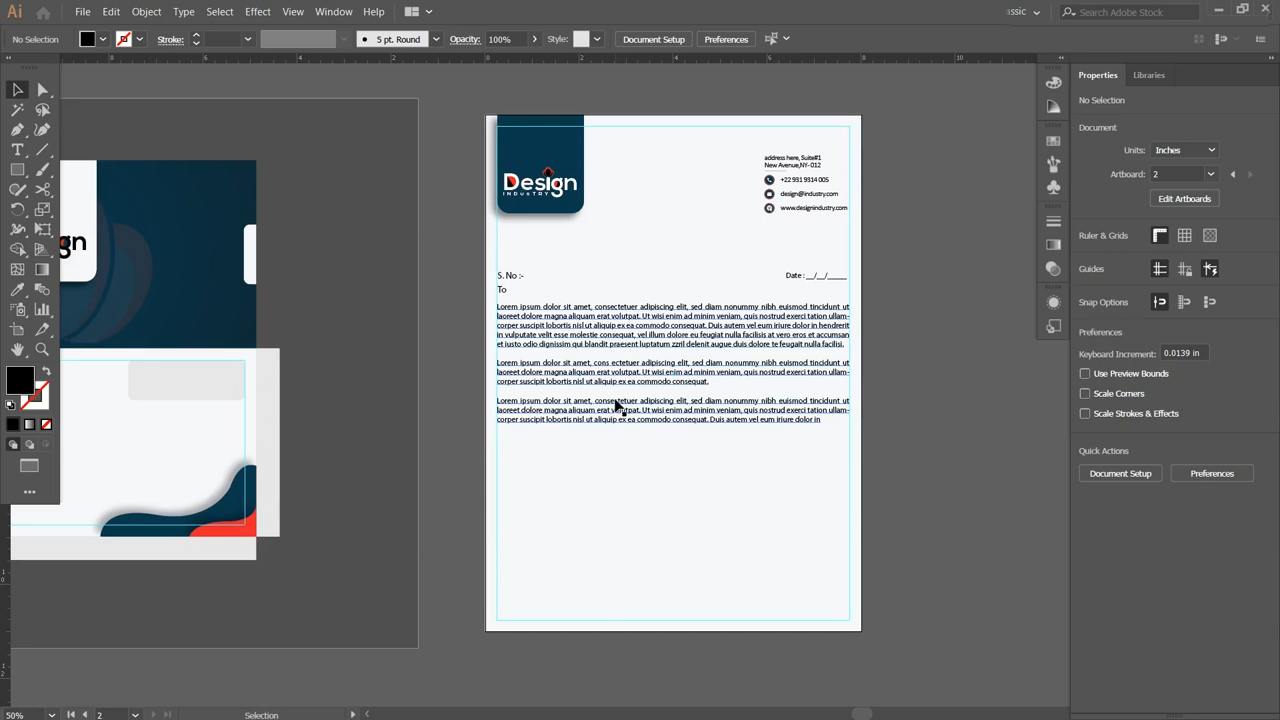 Ai File Edit Object Type Select Effect View Window Help ssic Search Adobe Stock
No Selection Stroke: 5 pt. Round Opacity: 100% Style: Document Setup Preferences
8 6 4 2 0 2 4 6 8 10
Properties Libraries
No Selection
Document
Units: Inches
Artboard: 2
Edit Artboards
Ruler & Grids
Guides
Snap Options
Preferences
Keyboard Increment: 0.0139 in
Use Preview Bounds
Scale Corners
Scale Strokes & Effects
Quick Actions
Document Setup Preferences
gn
Design
INDUSTRY
address here, Suite#1
New Avenue,NY- 012
+22 931 9314 005
design@industry.com
www.designindustry.com
S. No :-
Date : __/__/_____
To
Lorem ipsum dolor sit amet, consectetuer adipiscing elit, sed diam nonummy nibh euismod tincidunt ut
laoreet dolore magna aliquam erat volutpat. Ut wisi enim ad minim veniam, quis nostrud exerci tation ullam-
corper suscipit lobortis nisl ut aliquip ex ea commodo consequat. Duis autem vel eum iriure dolor in hendrerit
in vulputate velit esse molestie consequat, vel illum dolore eu feugiat nulla facilisis at vero eros et accumsan
et iusto odio dignissim qui blandit praesent luptatum zzril delenit augue duis dolore te feugait nulla facilisi.
Lorem ipsum dolor sit amet, cons ectetuer adipiscing elit, sed diam nonummy nibh euismod tincidunt ut
laoreet dolore magna aliquam erat volutpat. Ut wisi enim ad minim veniam, quis nostrud exerci tation ullam-
corper suscipit lobortis nisl ut aliquip ex ea commodo consequat.
Lorem ipsum dolor sit amet, consectetuer adipiscing elit, sed diam nonummy nibh euismod tincidunt ut
laoreet dolore magna aliquam erat volutpat. Ut wisi enim ad minim veniam, quis nostrud exerci tation ullam-
corper suscipit lobortis nisl ut aliquip ex ea commodo consequat. Duis autem vel eum iriure dolor in
50% 2 Selection